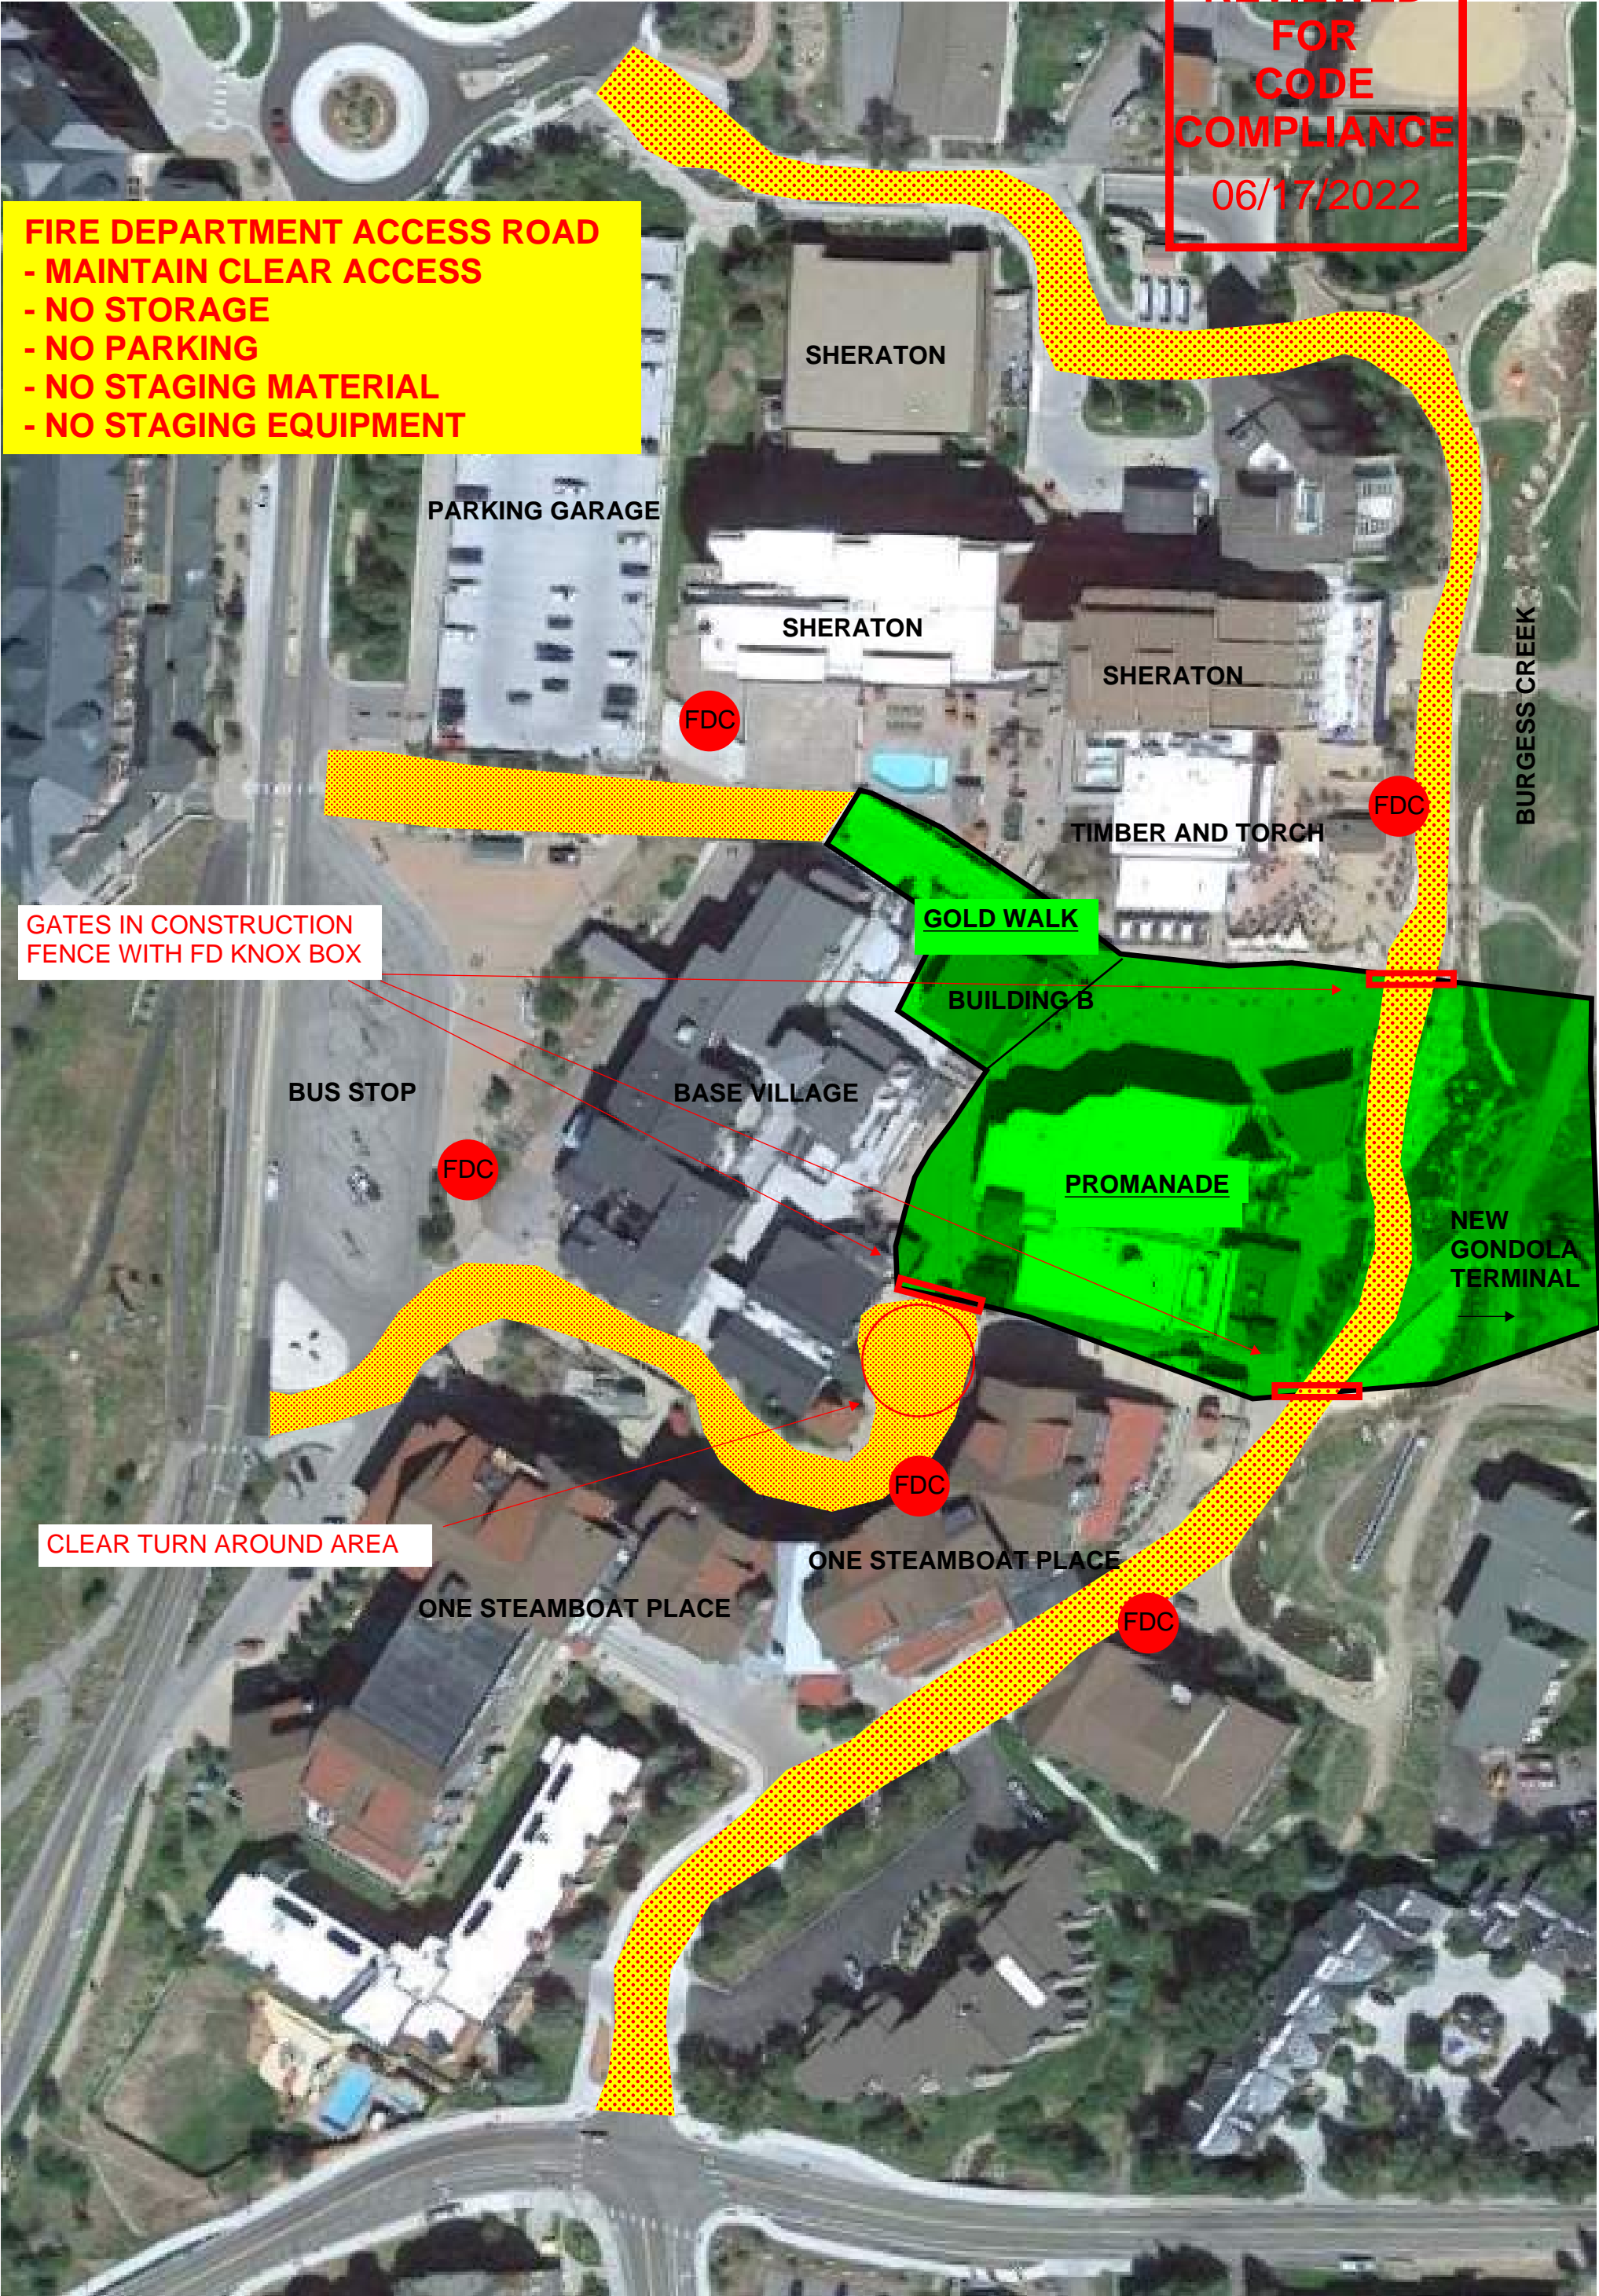 REVIEWED
FOR
CODE
COMPLIANCE
06/17/2022
FIRE DEPARTMENT ACCESS ROAD
- MAINTAIN CLEAR ACCESS
- NO STORAGE
- NO PARKING
- NO STAGING MATERIAL
- NO STAGING EQUIPMENT
SHERATON
PARKING GARAGE
SHERATON
SHERATON
BURGESS CREEK
FDC
FDC
TIMBER AND TORCH
GATES IN CONSTRUCTION
FENCE WITH FD KNOX BOX
GOLD WALK
BUILDING B
BUS STOP
BASE VILLAGE
FDC
PROMANADE
NEW
GONDOLA
TERMINAL
FDC
CLEAR TURN AROUND AREA
ONE STEAMBOAT PLACE
ONE STEAMBOAT PLACE
FDC